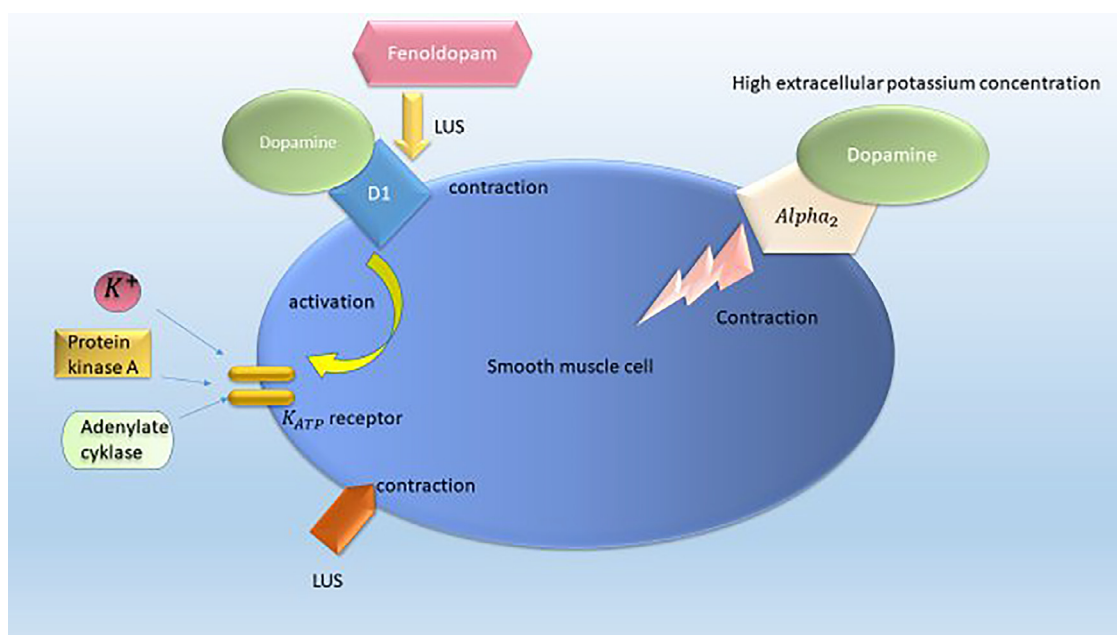 Fenoldopam
High extracellular potassium concentration
LUS
Dopamine
Dopamine
D1
contraction
Alpha₂
K⁺
activation
Contraction
Protein
kinase A
Smooth muscle cell
K_ATP receptor
Adenylate
cyklase
contraction
LUS